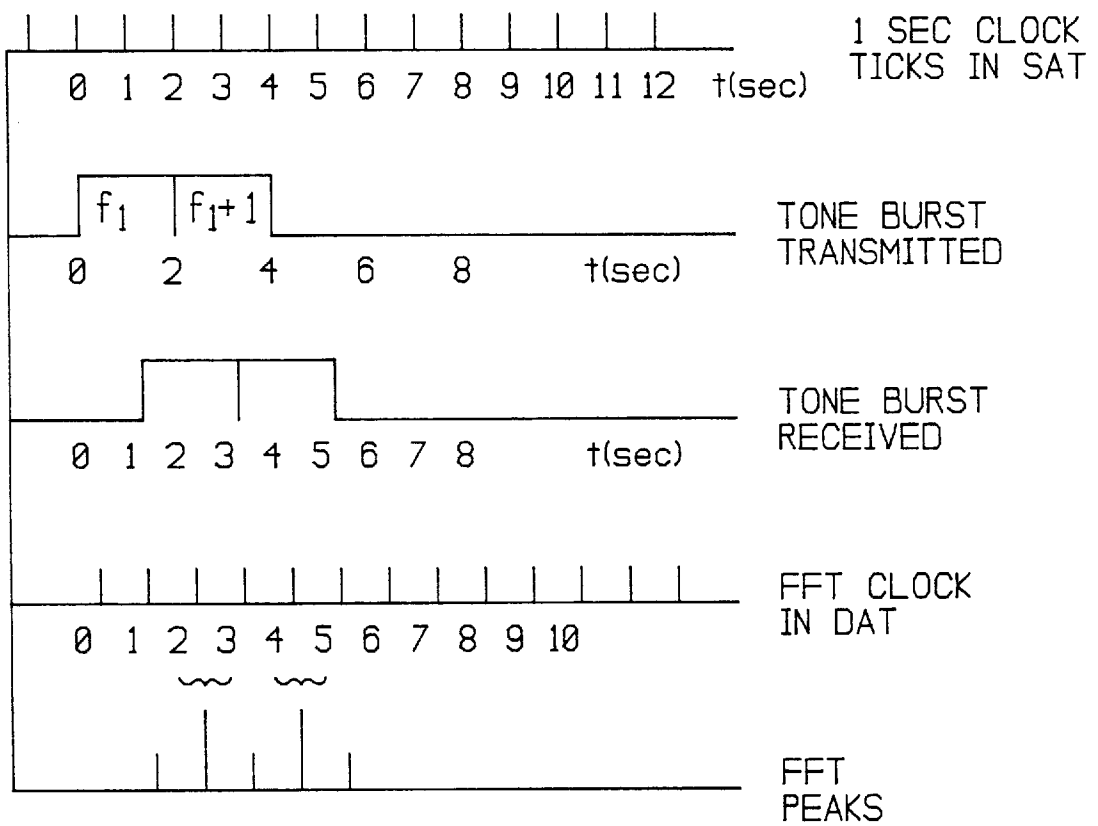 1 SEC CLOCK
TICKS IN SAT
0 1 2 3 4 5 6 7 8 9 10 11 12 t(sec)
f1 f1+1
TONE BURST
TRANSMITTED
0 2 4 6 8 t(sec)
TONE BURST
RECEIVED
0 1 2 3 4 5 6 7 8 t(sec)
FFT CLOCK
IN DAT
0 1 2 3 4 5 6 7 8 9 10
FFT
PEAKS